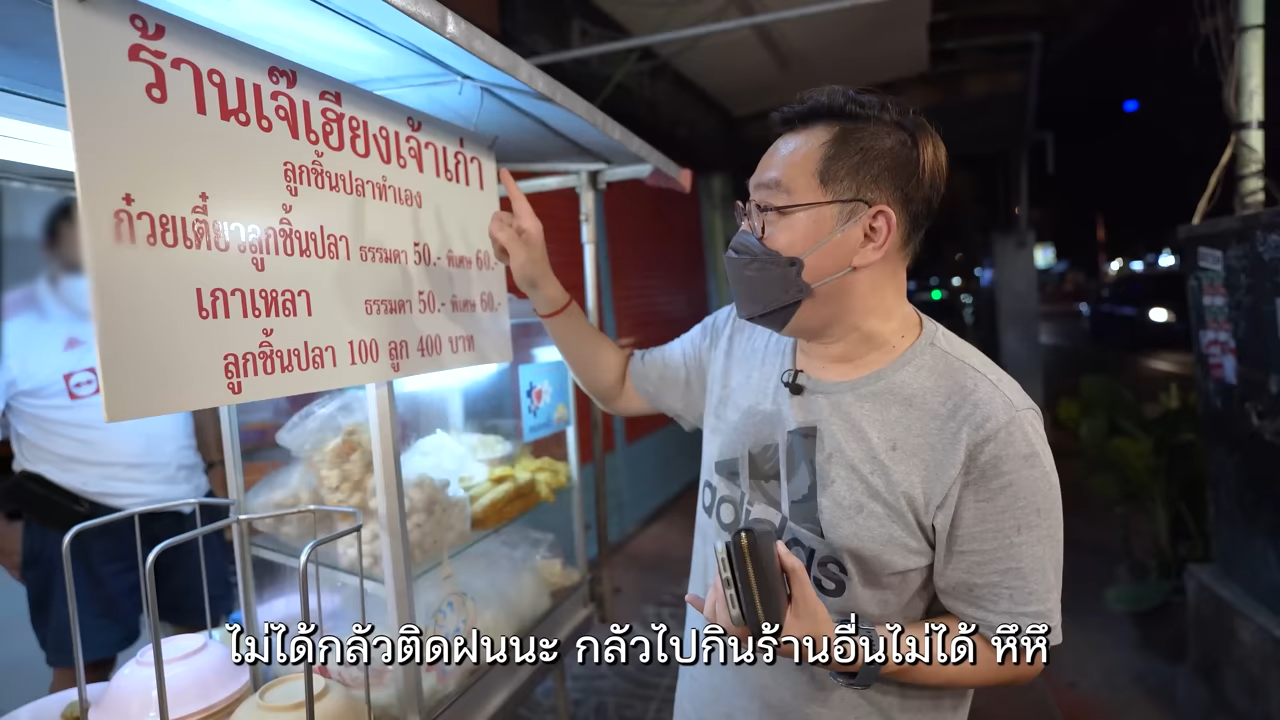 ร้านเจ๊เฮียงเจ้าเก่า
ลูกชิ้นปลาทำเอง
ก๋วยเตี๋ยวลูกชิ้นปลา ธรรมดา 50.- พิเศษ 60.-
เกาเหลา ธรรมดา 50.- พิเศษ 60.-
ลูกชิ้นปลา 100 ลูก 400 บาท
adidas
ไม่ได้กลัวติดฝนนะ กลัวไปกินร้านอื่นไม่ได้ หึหึ